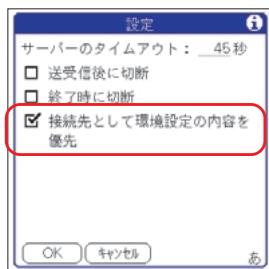 設定
サーバーのタイムアウト： 45秒
送受信後に切断
終了時に切断
接続先として環境設定の内容を
優先
OK キャンセル あ